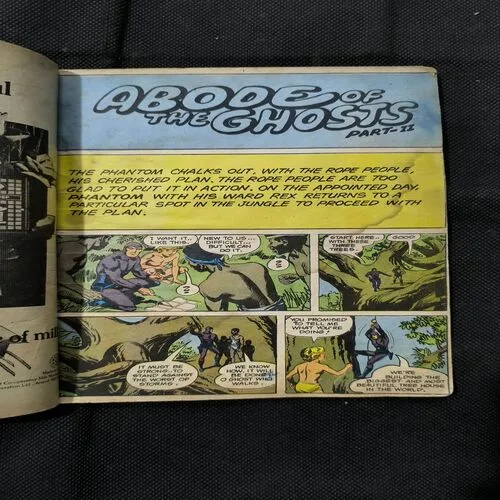 al
of mil
ABODE OF
THE GHOSTS
PART-II
THE PHANTOM CHALKS OUT, WITH THE ROPE PEOPLE,
HIS CHERISHED PLAN. THE ROPE PEOPLE ARE TOO
GLAD TO PUT IT IN ACTION. ON THE APPOINTED DAY,
PHANTOM WITH HIS WARD REX RETURNS TO A
PARTICULAR SPOT IN THE JUNGLE TO PROCEED WITH
THE PLAN.
I WANT IT..
LIKE THIS..
NEW TO US...
DIFFICULT...
BUT WE CAN
DO IT.
START HERE..
WITH THESE
THREE
TREES..
GOOD.
IT MUST BE
STRONG.. TO
STAND AGAINST
THE WORST OF
STORMS.
WE KNOW
HOW. IT WILL
BE DONE,
O GHOST WHO
WALKS.
YOU PROMISED
TO TELL ME
WHAT YOU'RE
DOING!
WE'RE
BUILDING THE
BIGGEST AND MOST
BEAUTIFUL TREE HOUSE
IN THE WORLD.